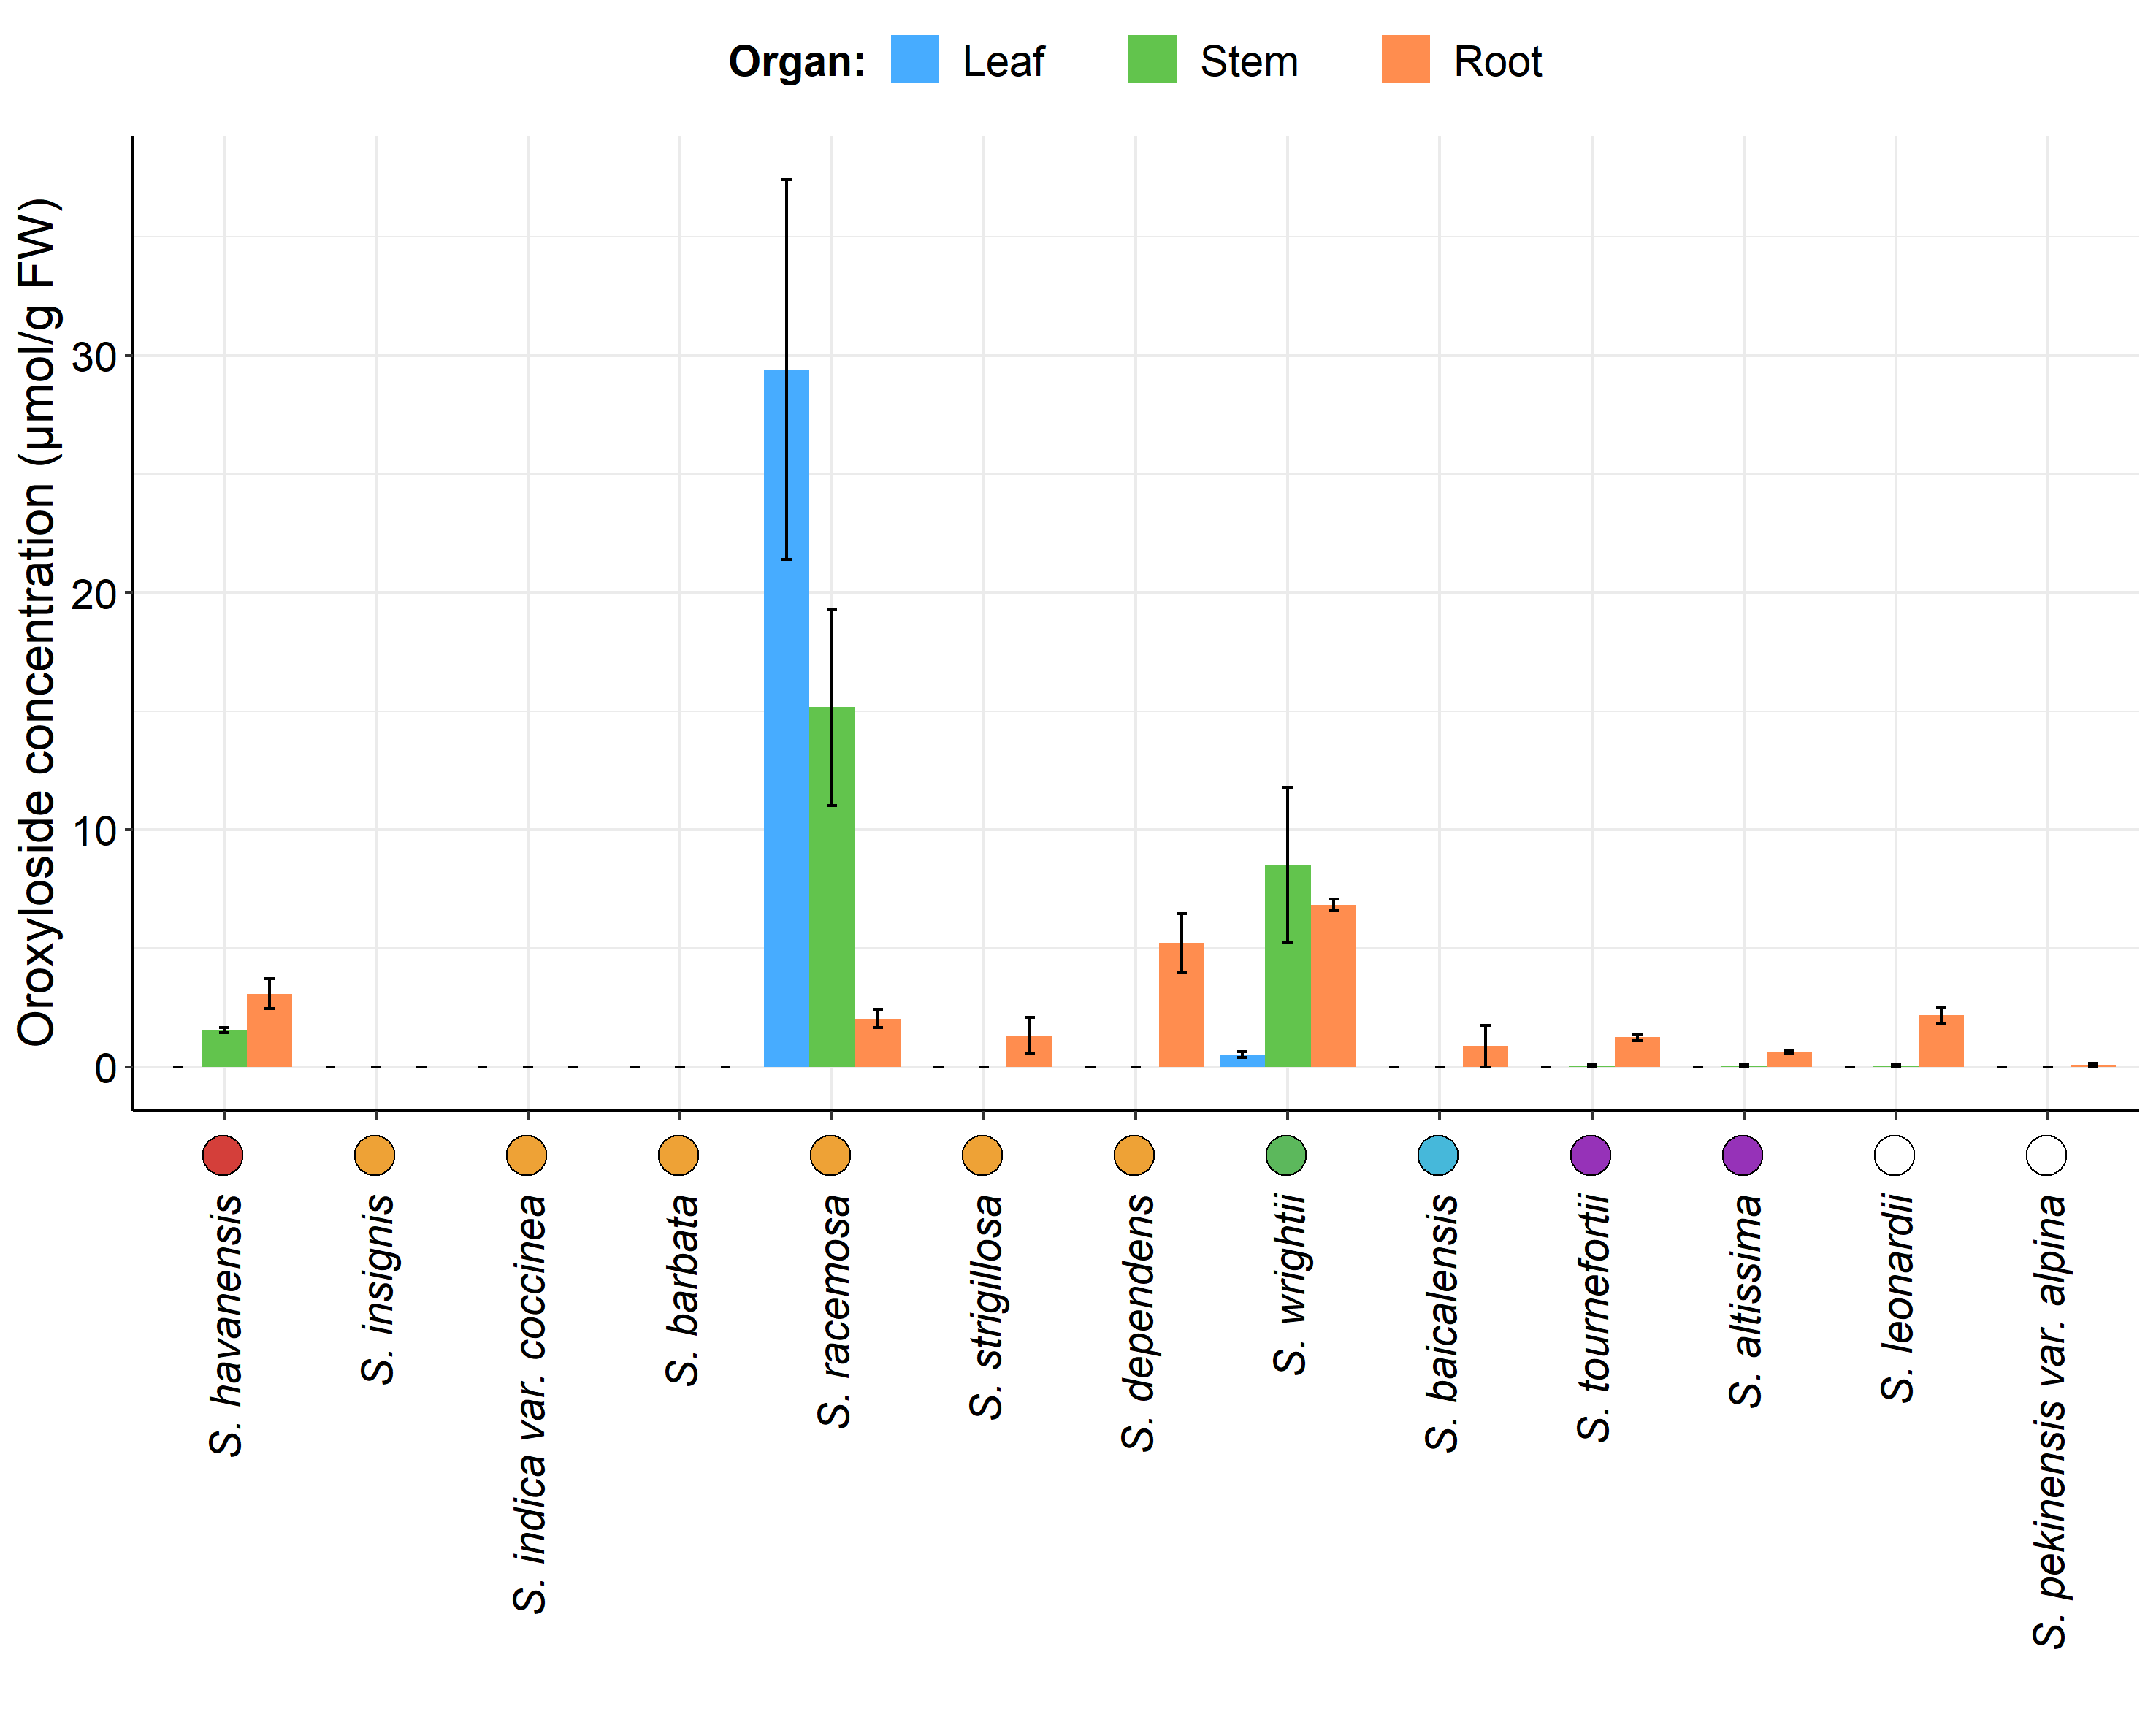 Organ: Leaf Stem Root
Oroxyloside concentration (μmol/g FW)
30
20
10
0
S. havanensis
S. insignis
S. indica var. coccinea
S. barbata
S. racemosa
S. strigillosa
S. dependens
S. wrightii
S. baicalensis
S. tournefortii
S. altissima
S. leonardii
S. pekinensis var. alpina